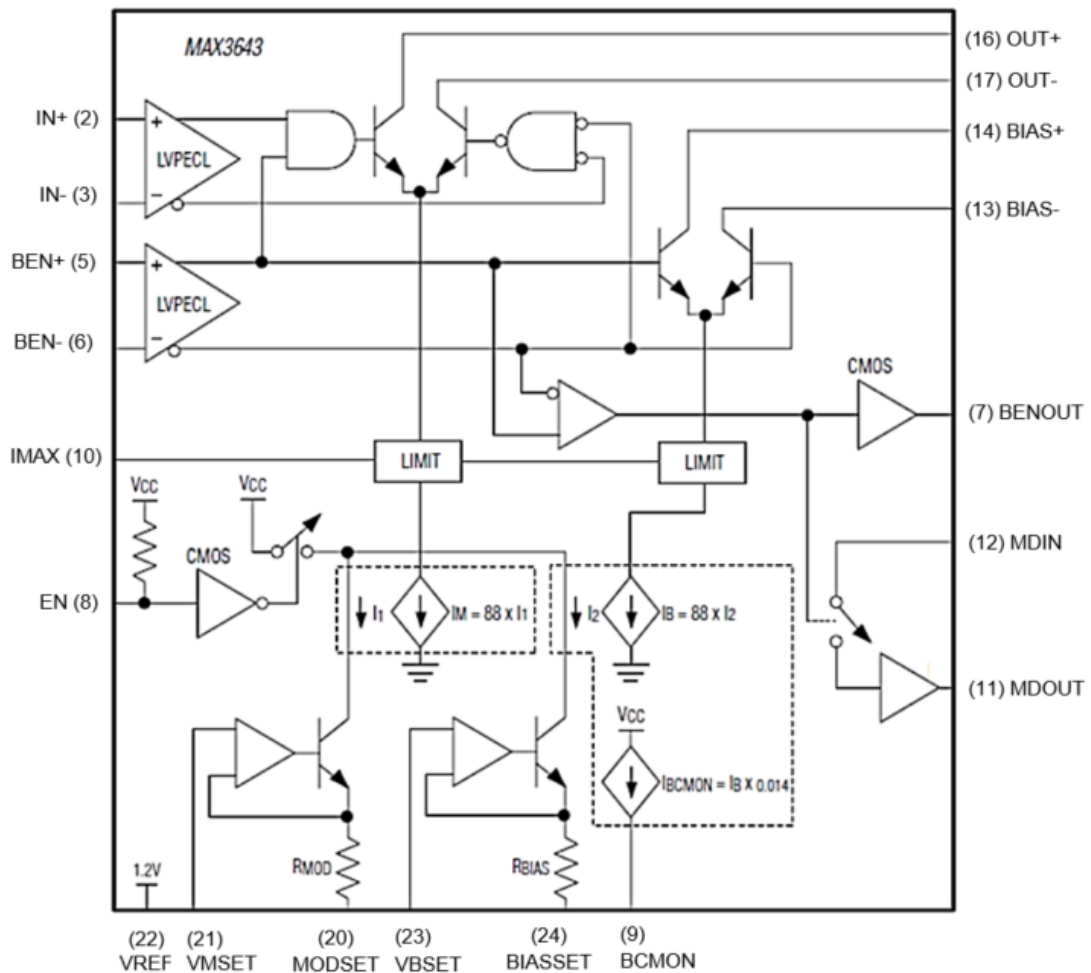 MAX3643
(16) OUT+
(17) OUT-
IN+ (2)
+
LVPECL
-
IN- (3)
(14) BIAS+
(13) BIAS-
BEN+ (5)
+
LVPECL
-
BEN- (6)
CMOS
(7) BENOUT
IMAX (10)
LIMIT
LIMIT
VCC
VCC
CMOS
EN (8)
(12) MDIN
I1
IM = 88 x I1
I2
IB = 88 x I2
(11) MDOUT
VCC
IBCMON = IB x 0.014
1.2V
RMOD
RBIAS
(22)
VREF
(21)
VMSET
(20)
MODSET
(23)
VBSET
(24)
BIASSET
(9)
BCMON